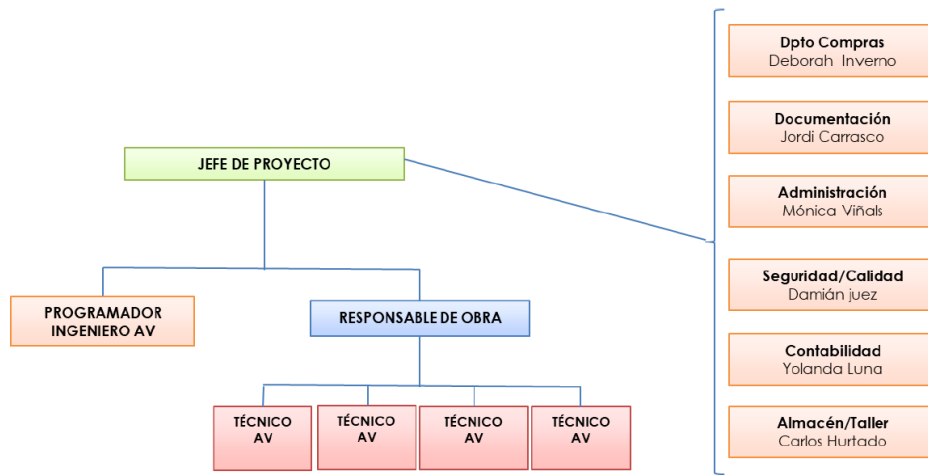 JEFE DE PROYECTO
PROGRAMADOR
INGENIERO AV
RESPONSABLE DE OBRA
TÉCNICO
AV
TÉCNICO
AV
TÉCNICO
AV
TÉCNICO
AV
Dpto Compras
Deborah Inverno
Documentación
Jordi Carrasco
Administración
Mónica Viñals
Seguridad/Calidad
Damián juez
Contabilidad
Yolanda Luna
Almacén/Taller
Carlos Hurtado